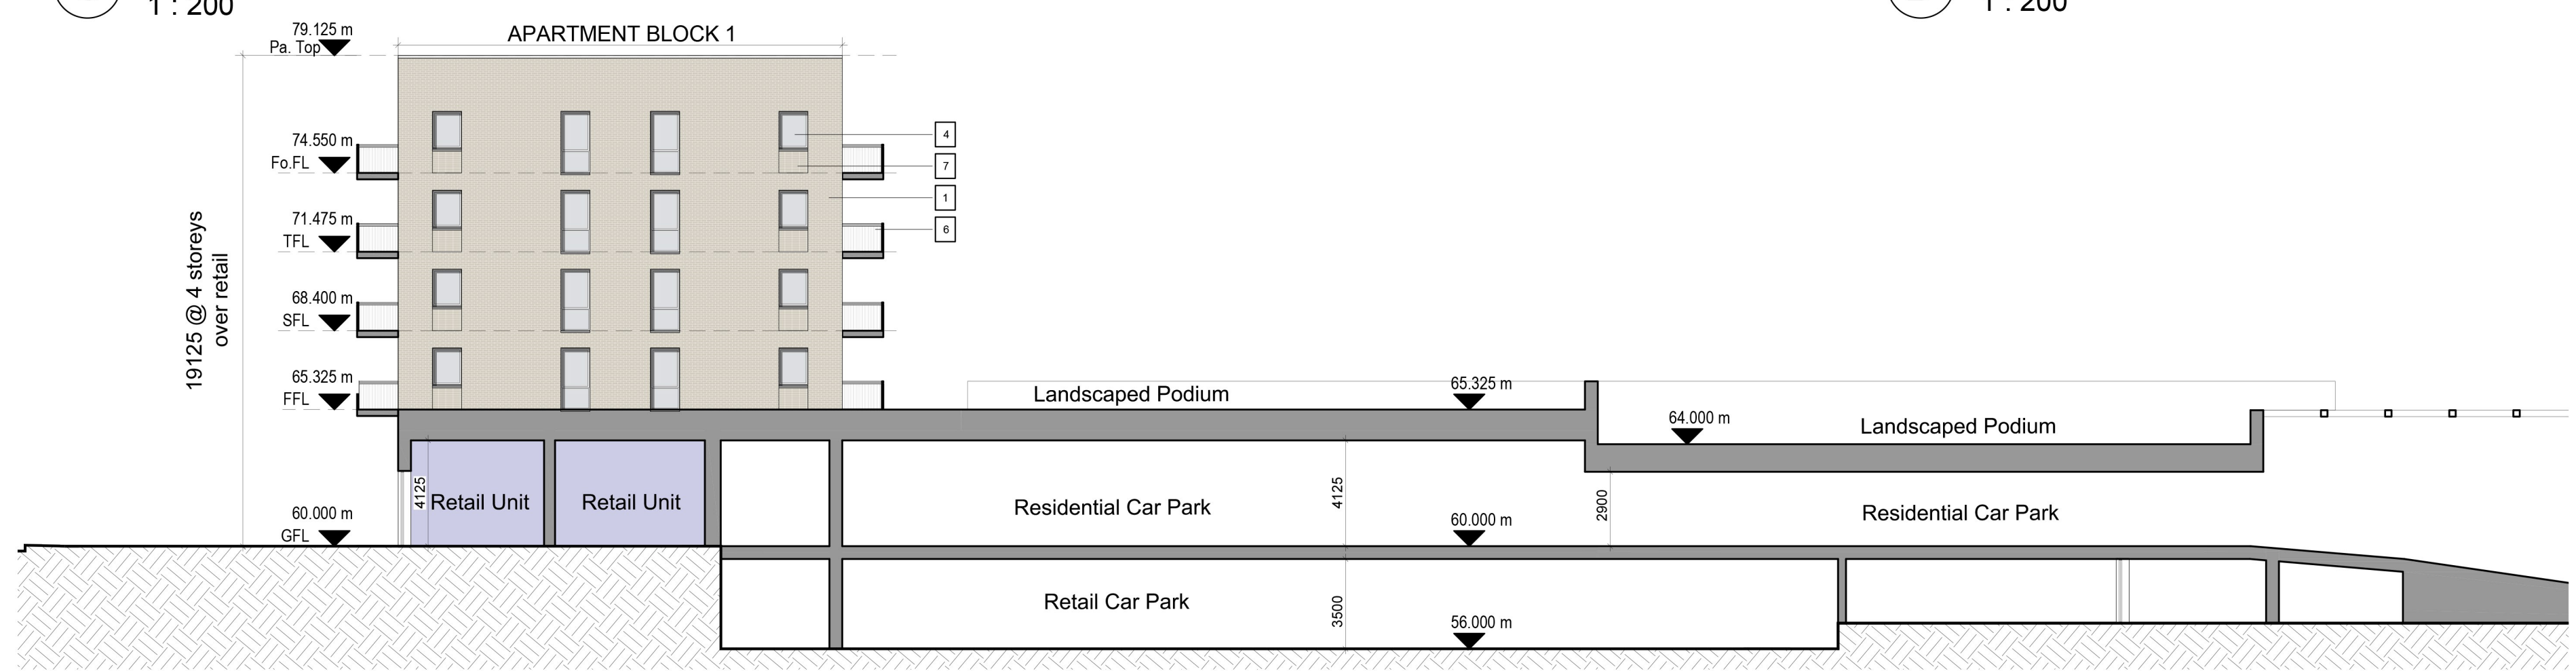 1 : 200
1 : 200
79.125 m
Pa. Top
APARTMENT BLOCK 1
74.550 m
Fo.FL
71.475 m
TFL
68.400 m
SFL
65.325 m
FFL
60.000 m
GFL
19125 @ 4 storeys
over retail
4
7
1
6
Landscaped Podium
65.325 m
64.000 m
Landscaped Podium
4125
Retail Unit
Retail Unit
Residential Car Park
4125
60.000 m
2900
Residential Car Park
Retail Car Park
3500
56.000 m